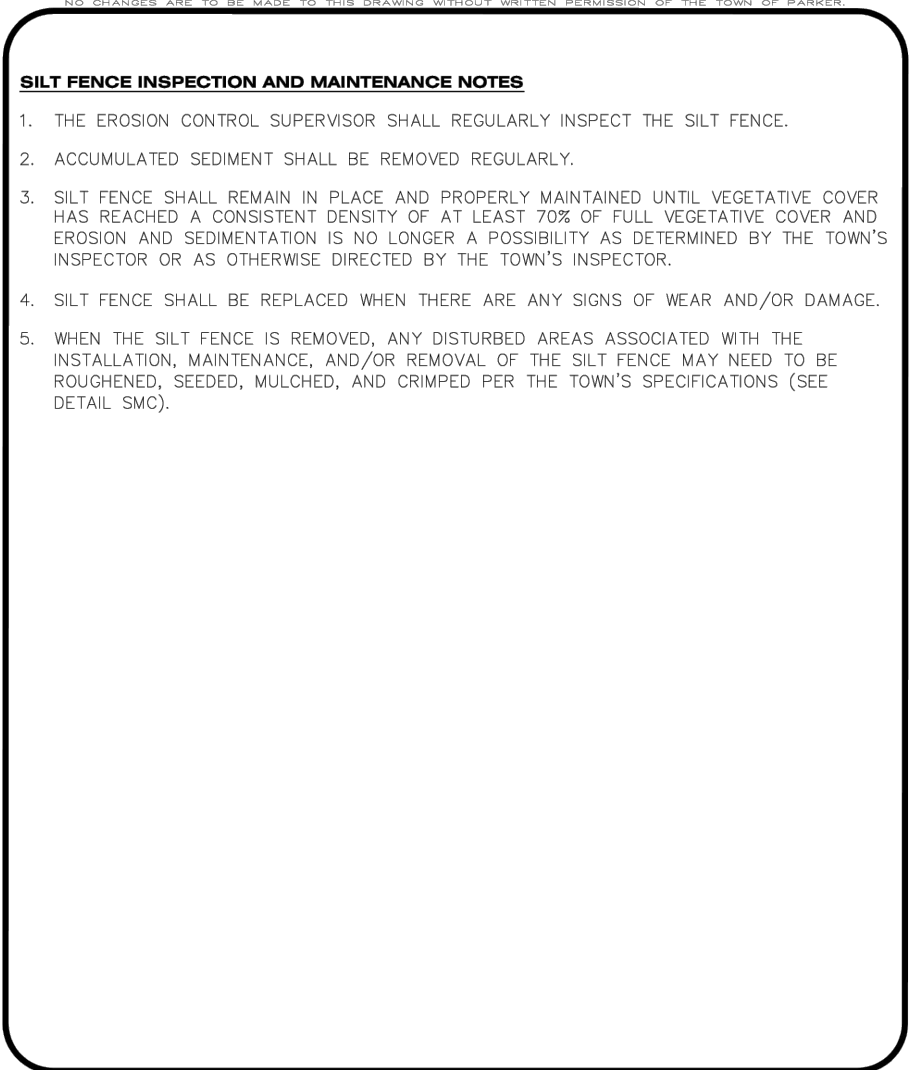 NO CHANGES ARE TO BE MADE TO THIS DRAWING WITHOUT WRITTEN PERMISSION OF THE TOWN OF PARKER.
SILT FENCE INSPECTION AND MAINTENANCE NOTES
1. THE EROSION CONTROL SUPERVISOR SHALL REGULARLY INSPECT THE SILT FENCE.
2. ACCUMULATED SEDIMENT SHALL BE REMOVED REGULARLY.
3. SILT FENCE SHALL REMAIN IN PLACE AND PROPERLY MAINTAINED UNTIL VEGETATIVE COVER
HAS REACHED A CONSISTENT DENSITY OF AT LEAST 70% OF FULL VEGETATIVE COVER AND
EROSION AND SEDIMENTATION IS NO LONGER A POSSIBILITY AS DETERMINED BY THE TOWN'S
INSPECTOR OR AS OTHERWISE DIRECTED BY THE TOWN'S INSPECTOR.
4. SILT FENCE SHALL BE REPLACED WHEN THERE ARE ANY SIGNS OF WEAR AND/OR DAMAGE.
5. WHEN THE SILT FENCE IS REMOVED, ANY DISTURBED AREAS ASSOCIATED WITH THE
INSTALLATION, MAINTENANCE, AND/OR REMOVAL OF THE SILT FENCE MAY NEED TO BE
ROUGHENED, SEEDED, MULCHED, AND CRIMPED PER THE TOWN'S SPECIFICATIONS (SEE
DETAIL SMC).